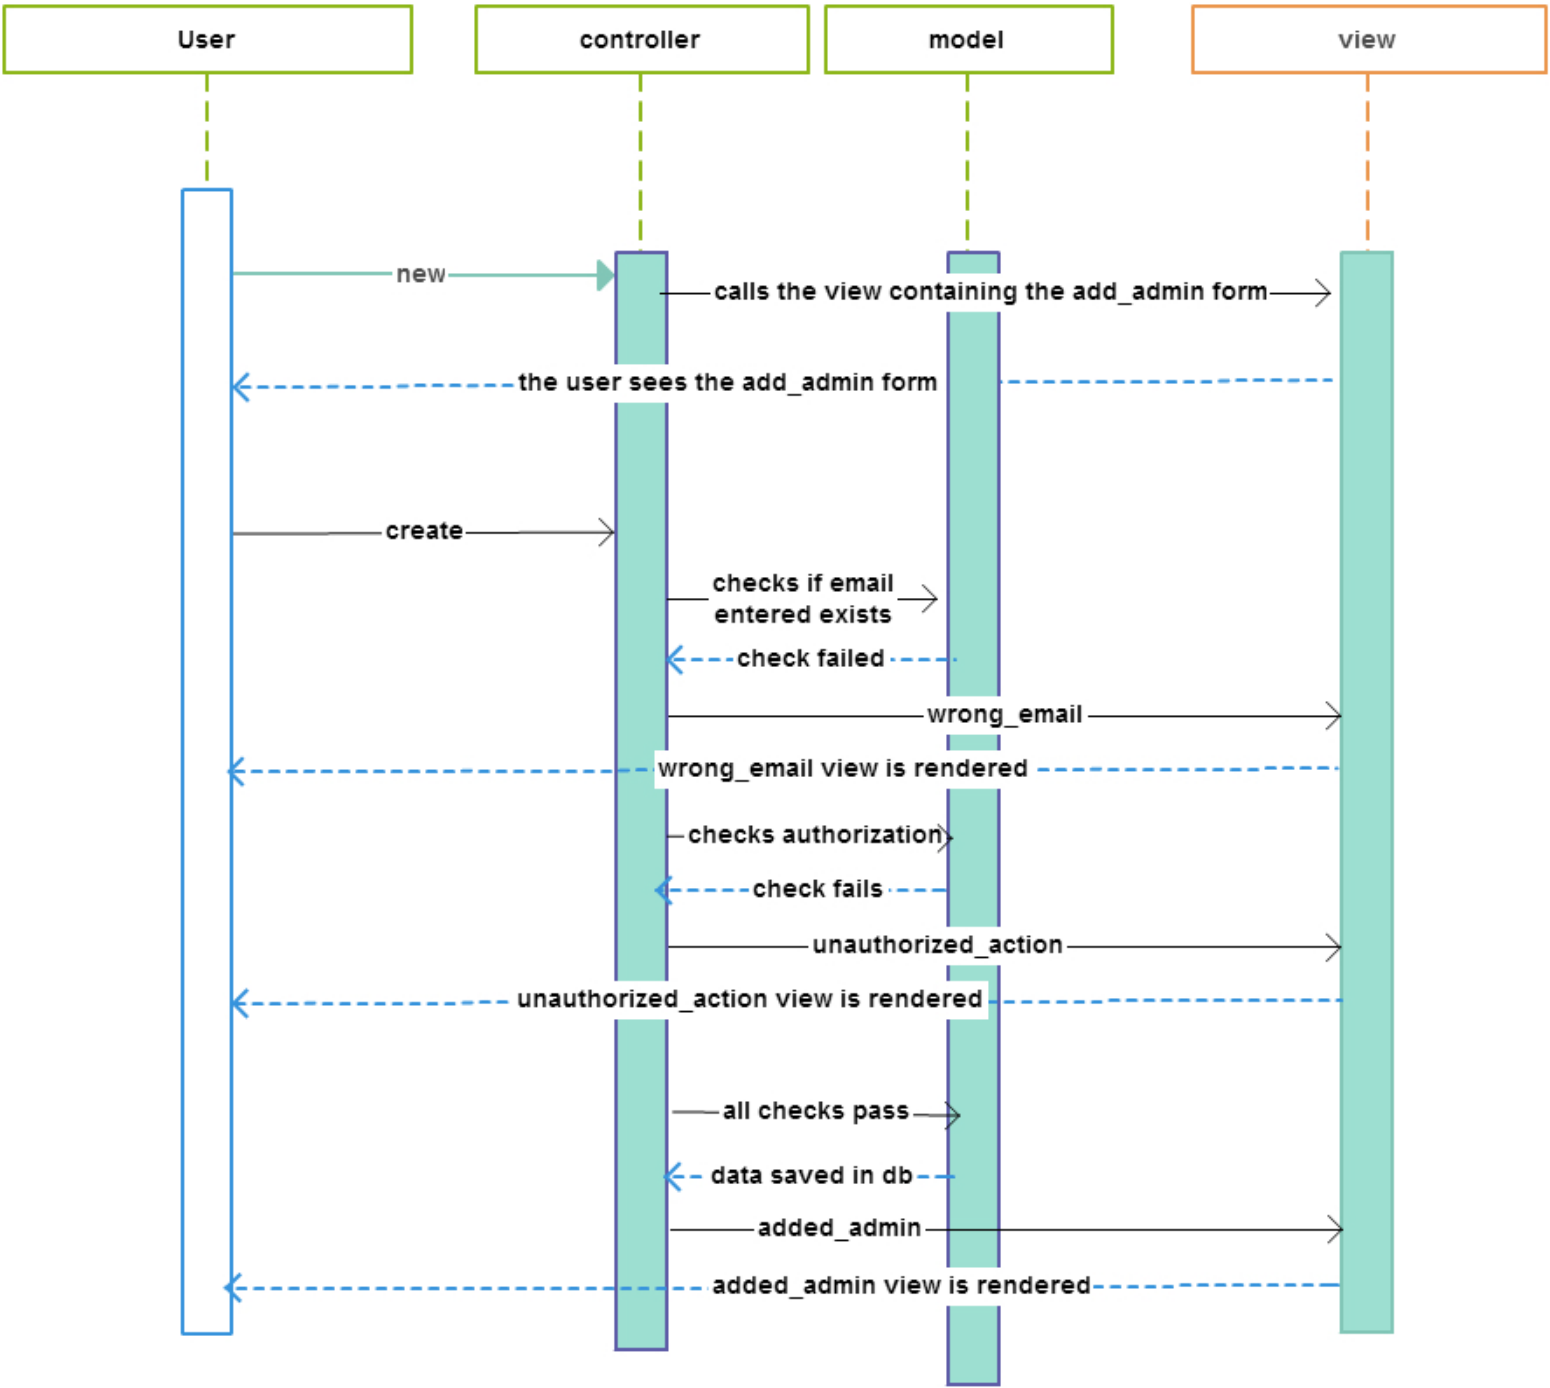 User
controller
model
view
new
calls the view containing the add_admin form
the user sees the add_admin form
create
checks if email
entered exists
check failed
wrong_email
wrong_email view is rendered
checks authorization
check fails
unauthorized_action
unauthorized_action view is rendered
all checks pass
data saved in db
added_admin
added_admin view is rendered